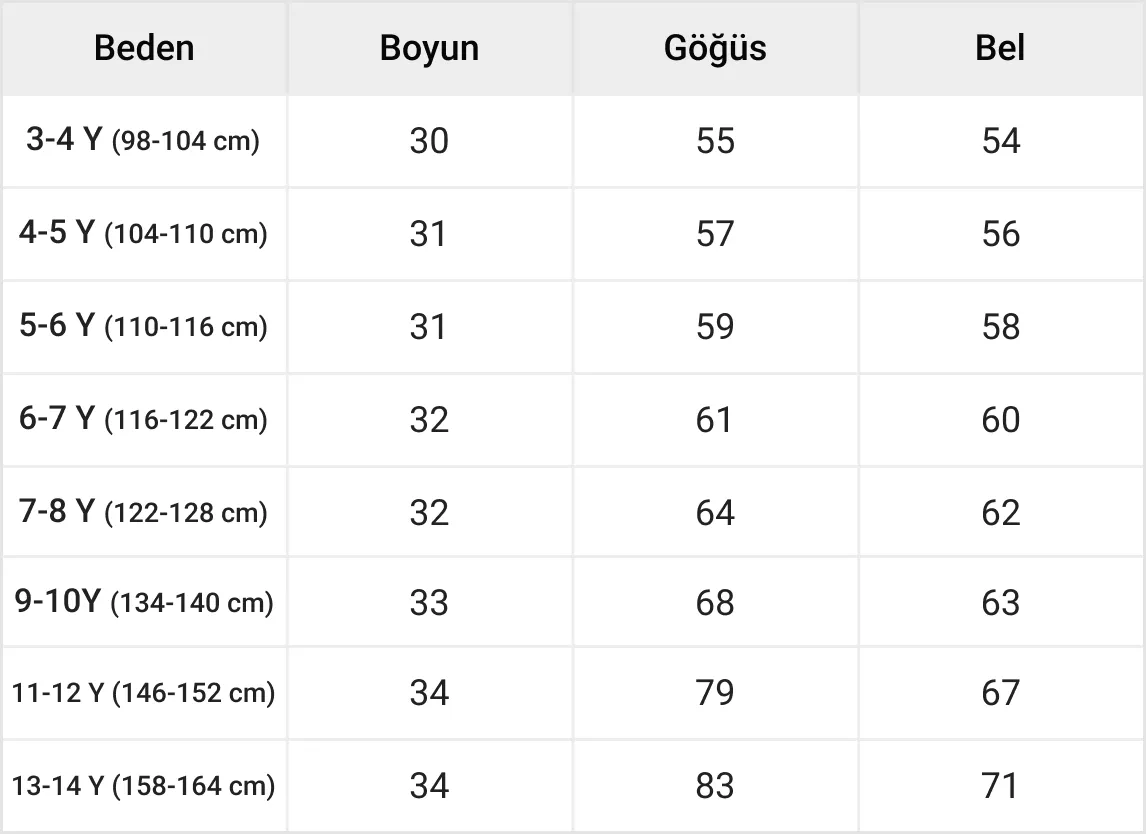 Beden Boyun Göğüs Bel
3-4 Y (98-104 cm) 30 55 54
4-5 Y (104-110 cm) 31 57 56
5-6 Y (110-116 cm) 31 59 58
6-7 Y (116-122 cm) 32 61 60
7-8 Y (122-128 cm) 32 64 62
9-10Y (134-140 cm) 33 68 63
11-12 Y (146-152 cm) 34 79 67
13-14 Y (158-164 cm) 34 83 71